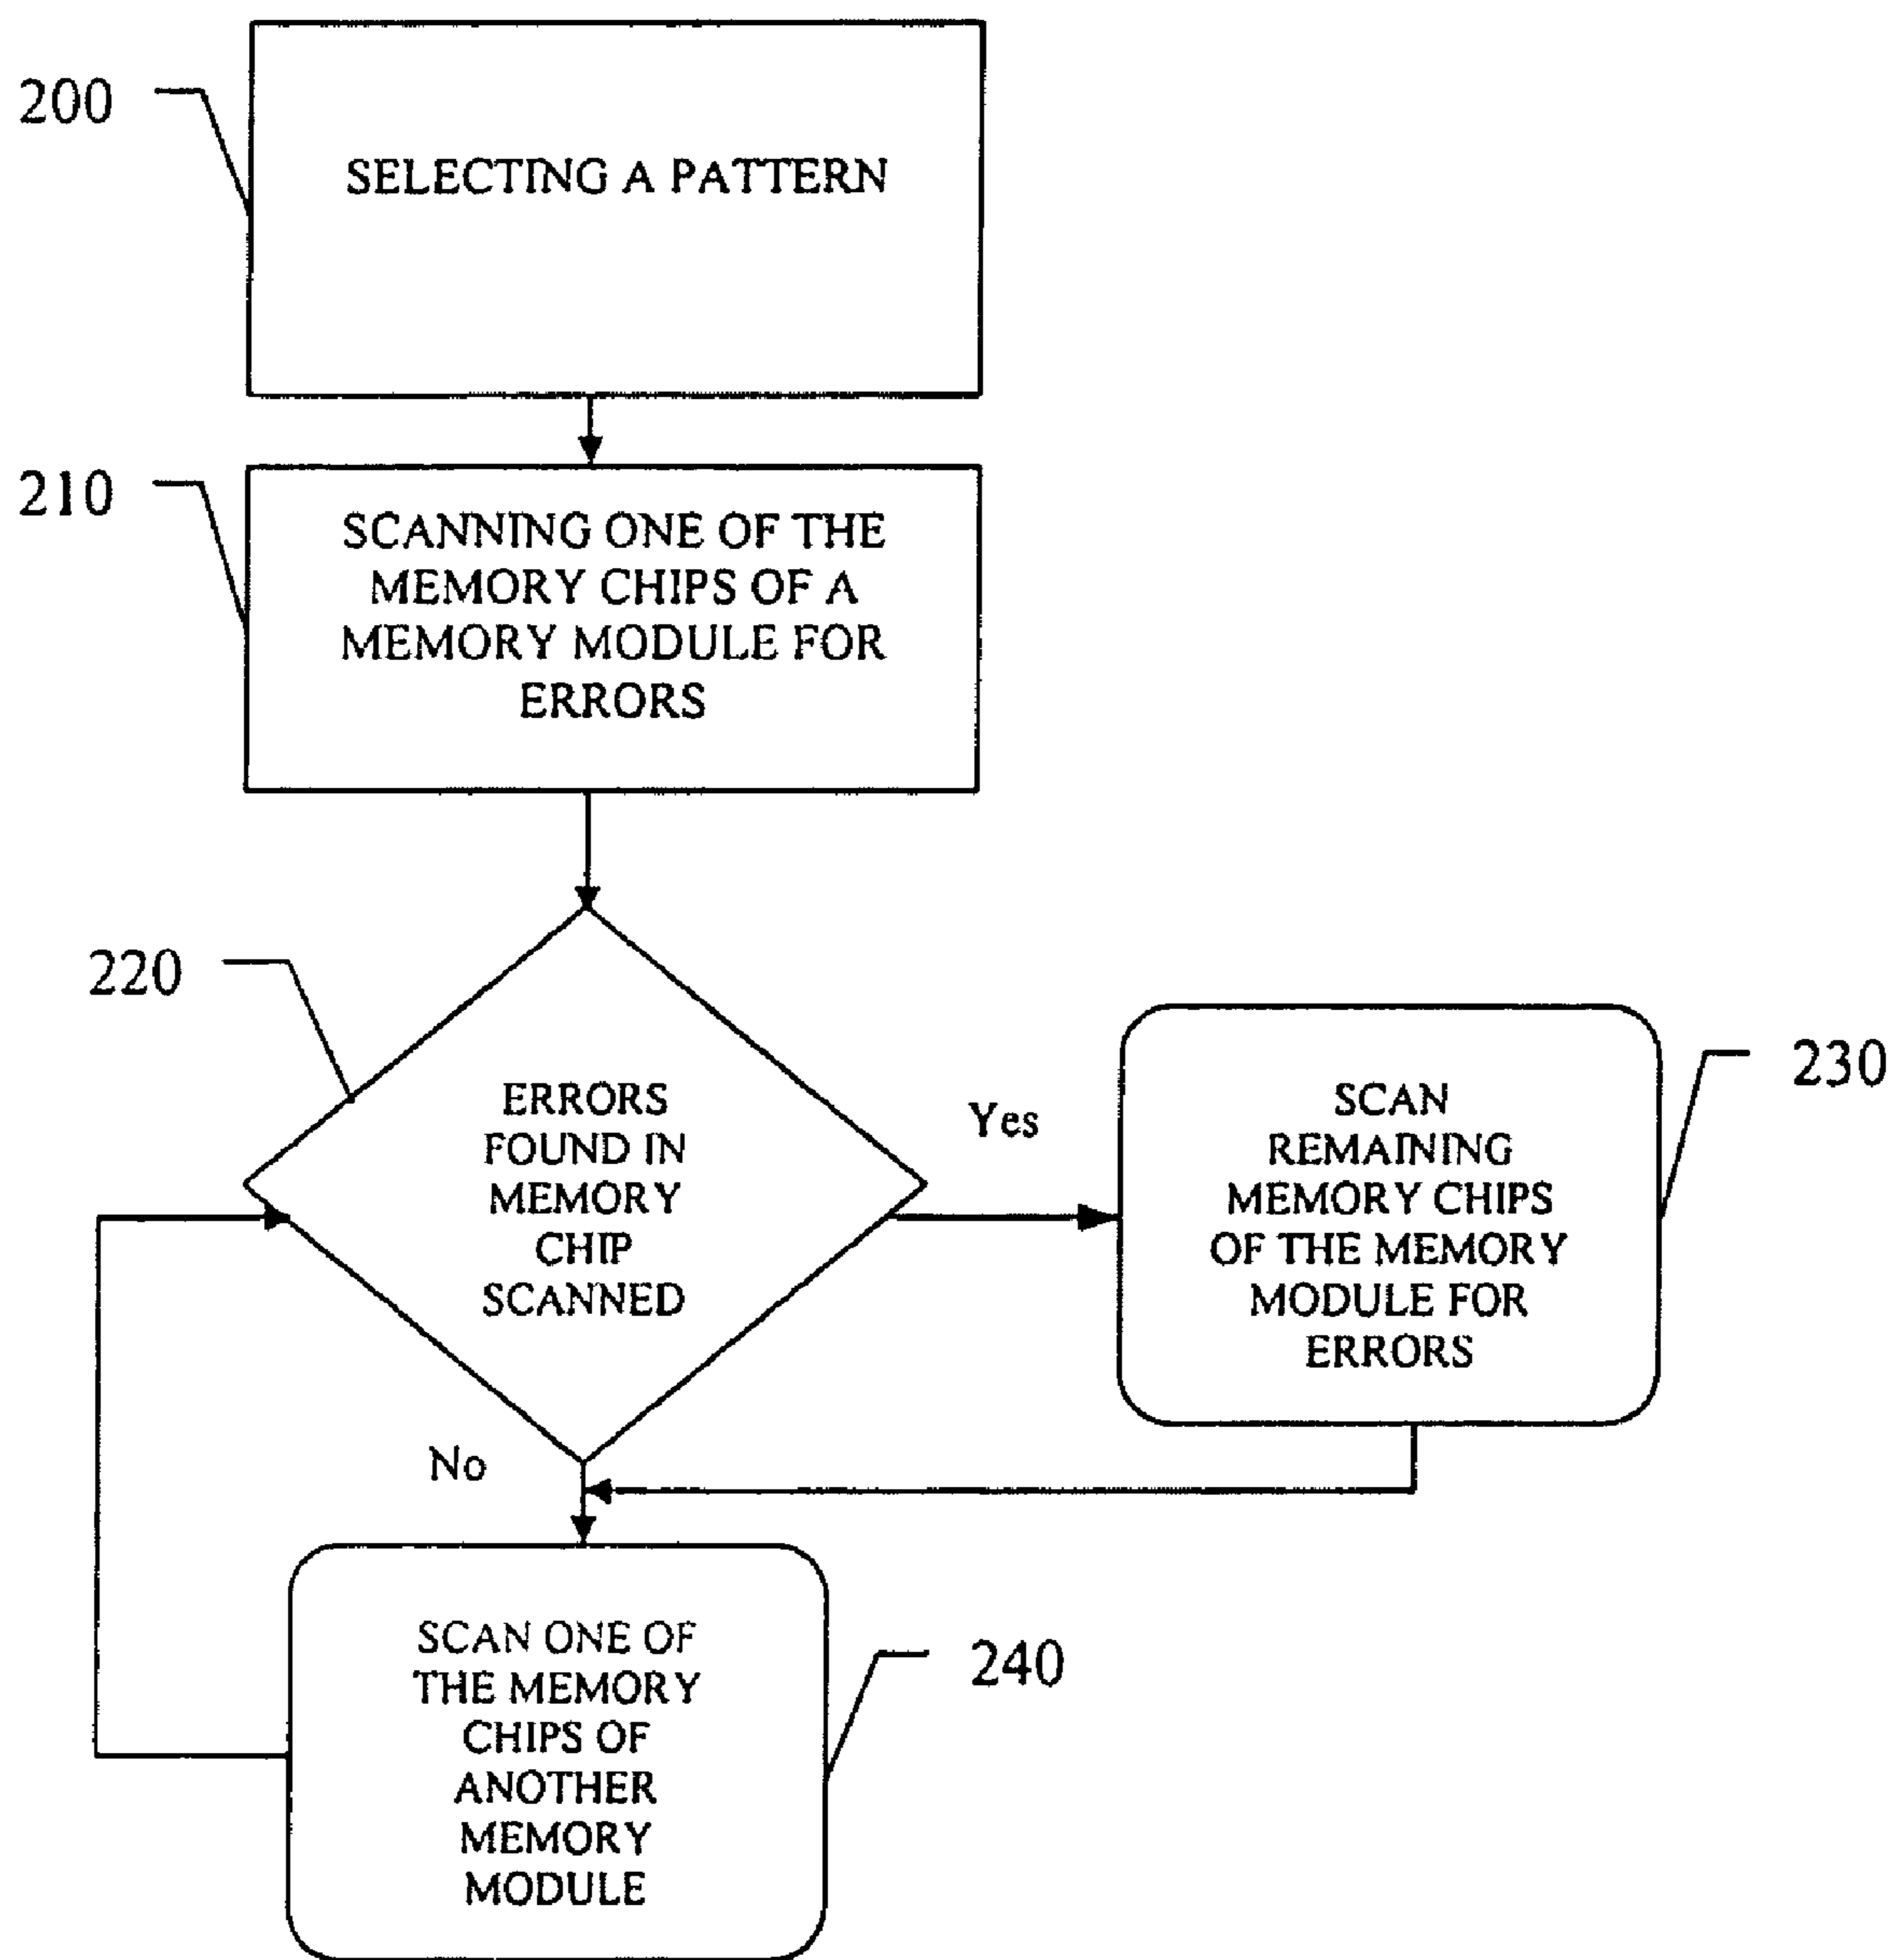 200
SELECTING A PATTERN
210
SCANNING ONE OF THE
MEMORY CHIPS OF A
MEMORY MODULE FOR
ERRORS
220
ERRORS
FOUND IN
MEMORY
CHIP
SCANNED
Yes
230
SCAN
REMAINING
MEMORY CHIPS
OF THE MEMORY
MODULE FOR
ERRORS
No
240
SCAN ONE OF
THE MEMORY
CHIPS OF
ANOTHER
MEMORY
MODULE